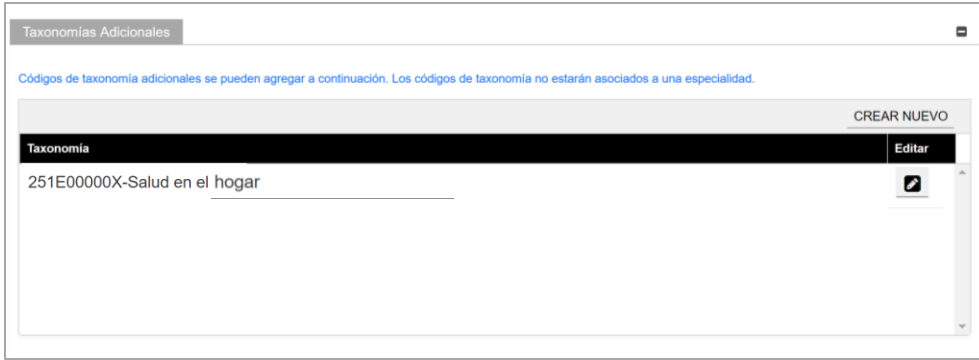 Taxonomías Adicionales
Códigos de taxonomía adicionales se pueden agregar a continuación. Los códigos de taxonomía no estarán asociados a una especialidad.
CREAR NUEVO
Taxonomía Editar
251E00000X-Salud en el hogar